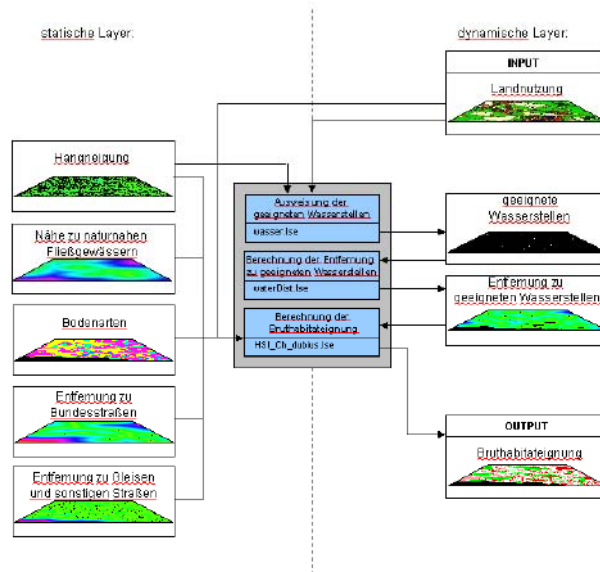 statische Layer:
dynamische Layer:
INPUT
Landnutzung
Hangneigung
Ausweisung der
geeigneten Wasserstellen
wasser.lse
geeignete
Wasserstellen
Nähe zu naturnahen
Fließgewässern
Berechnung der Entfernung
zu geeigneten Wasserstellen
waterDist.lse
Entfernung zu
geeigneten Wasserstellen
Bodenarten
Berechnung der
Bruthabitateignung
HSI_Ch_dubius.lse
Entfernung zu
Bundesstraßen
OUTPUT
Bruthabitateignung
Entfernung zu Gleisen
und sonstigen Straßen